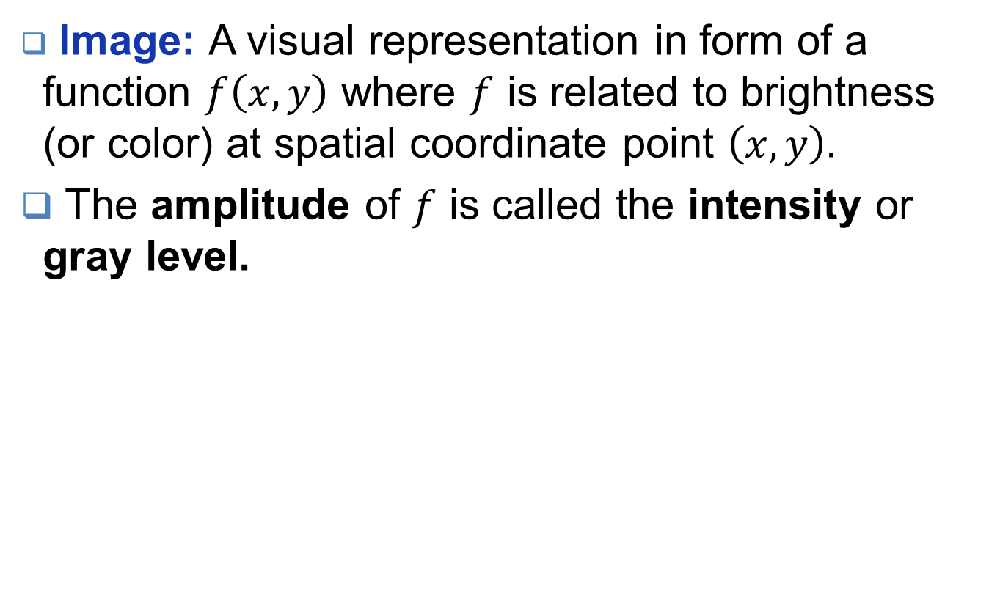 ❑ Image: A visual representation in form of a
function f(x, y) where f is related to brightness
(or color) at spatial coordinate point (x, y).
❑ The amplitude of f is called the intensity or
gray level.